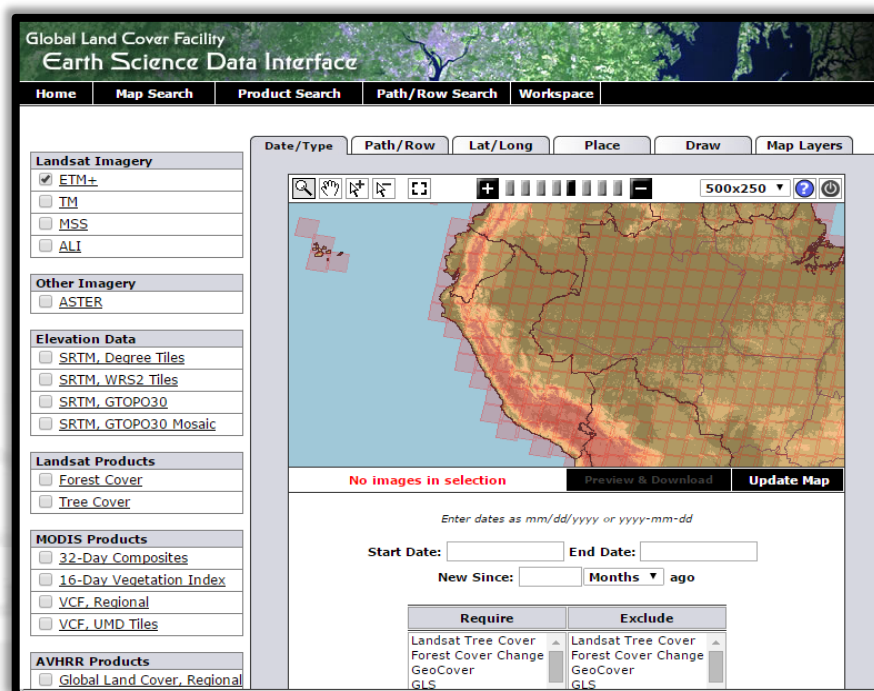 Global Land Cover Facility
Earth Science Data Interface
Home Map Search Product Search Path/Row Search Workspace
Date/Type Path/Row Lat/Long Place Draw Map Layers
Landsat Imagery
ETM+
TM
MSS
ALI
Other Imagery
ASTER
Elevation Data
SRTM, Degree Tiles
SRTM, WRS2 Tiles
SRTM, GTOPO30
SRTM, GTOPO30 Mosaic
Landsat Products
Forest Cover
Tree Cover
MODIS Products
32-Day Composites
16-Day Vegetation Index
VCF, Regional
VCF, UMD Tiles
AVHRR Products
Global Land Cover, Regional
500x250
No images in selection Preview & Download Update Map
Enter dates as mm/dd/yyyy or yyyy-mm-dd
Start Date: End Date:
New Since: Months ago
Require Exclude
Landsat Tree Cover Landsat Tree Cover
Forest Cover Change Forest Cover Change
GeoCover GeoCover
GLS GLS